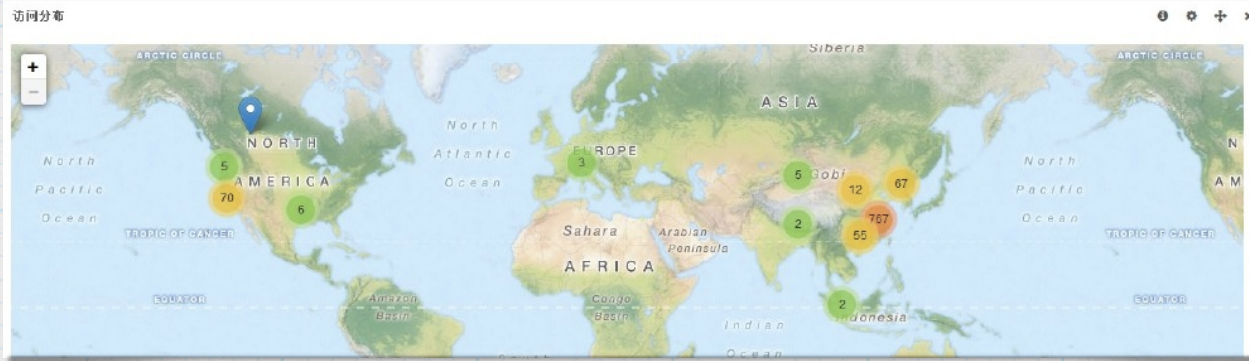 访问分布
Siberia
ARCTIC CIRCLE
ARCTIC CIRCLE
+
ASIA
−
North
NORTH
N
North
Atlantic
EUROPE
North
5
3
5
Gobi
67
Pacific
AMERICA
Ocean
12
Pacific
AM
70
6
767
Ocean
2
Ocean
TROPIC OF CANCER
Sahara
Arabian
55
TROPIC OF CANCER
Peninsula
AFRICA
EQUATOR
Amazon
Congo
2
EQUATOR
Basin
Basin
Indonesia
Indian
Ocean